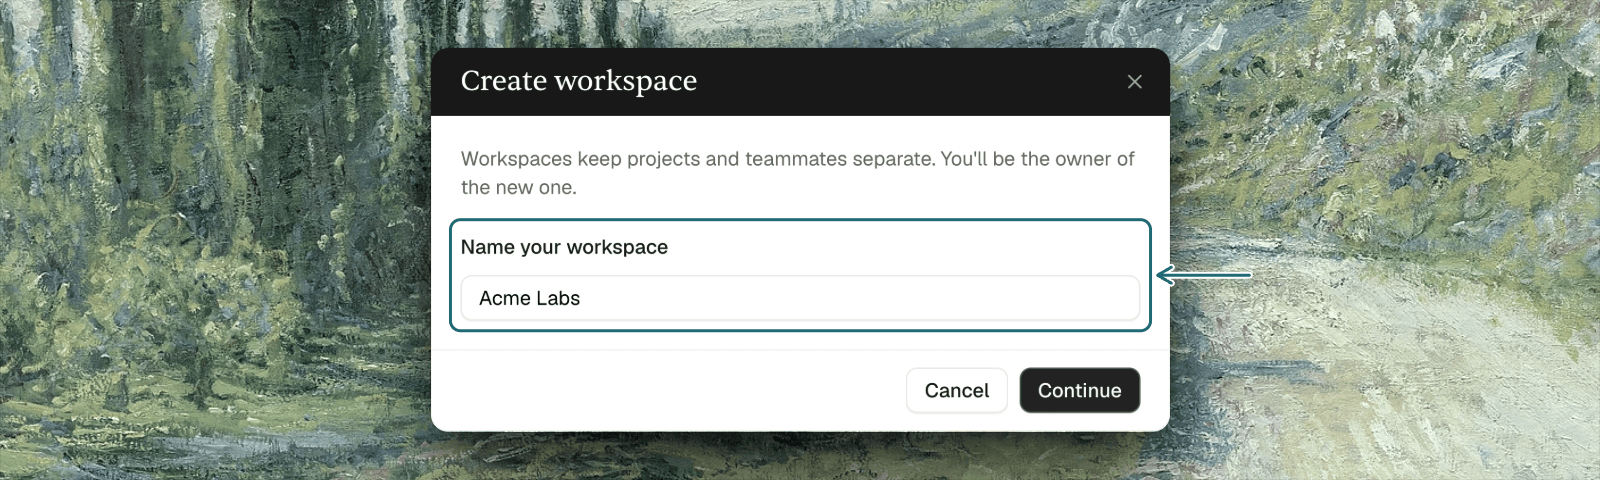 Create workspace
Workspaces keep projects and teammates separate. You'll be the owner of
the new one.
Name your workspace
Acme Labs
Cancel
Continue